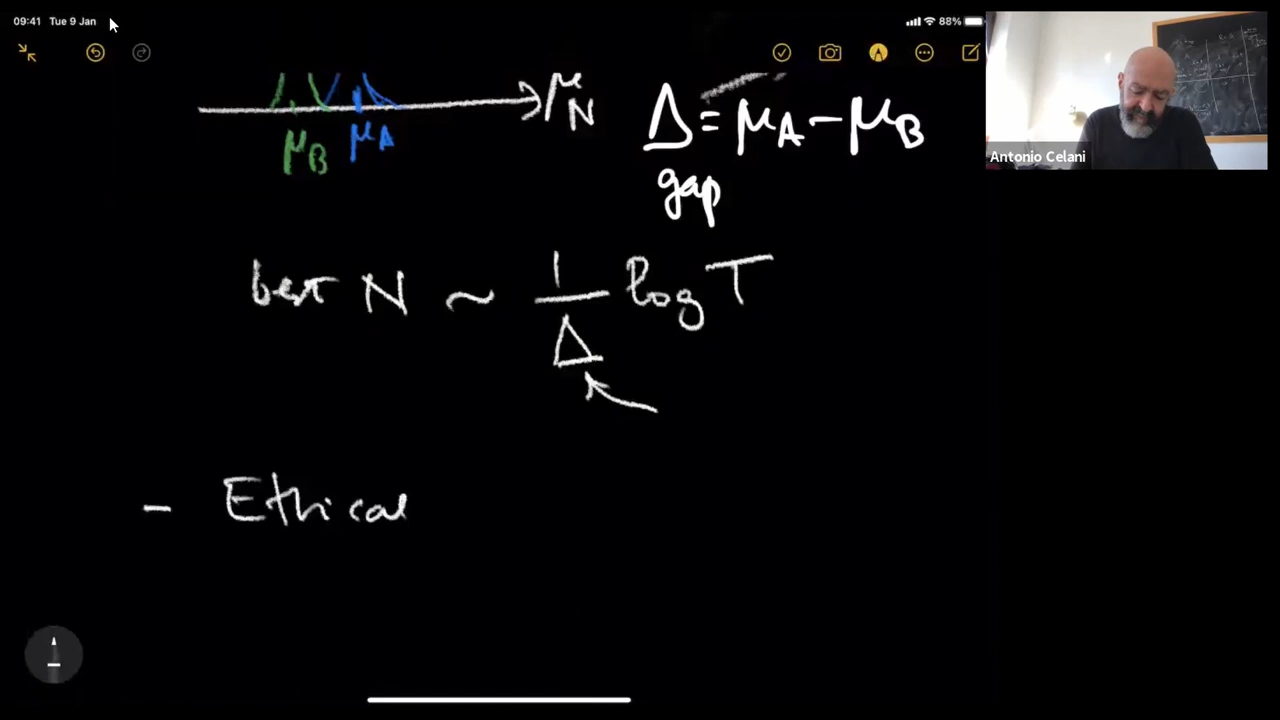 09:41 Tue 9 Jan
88%
μ_N
μ_B μ_A
Δ = μ_A − μ_B
gap
best N ~ 1/Δ log T
- Ethical
Antonio Celani